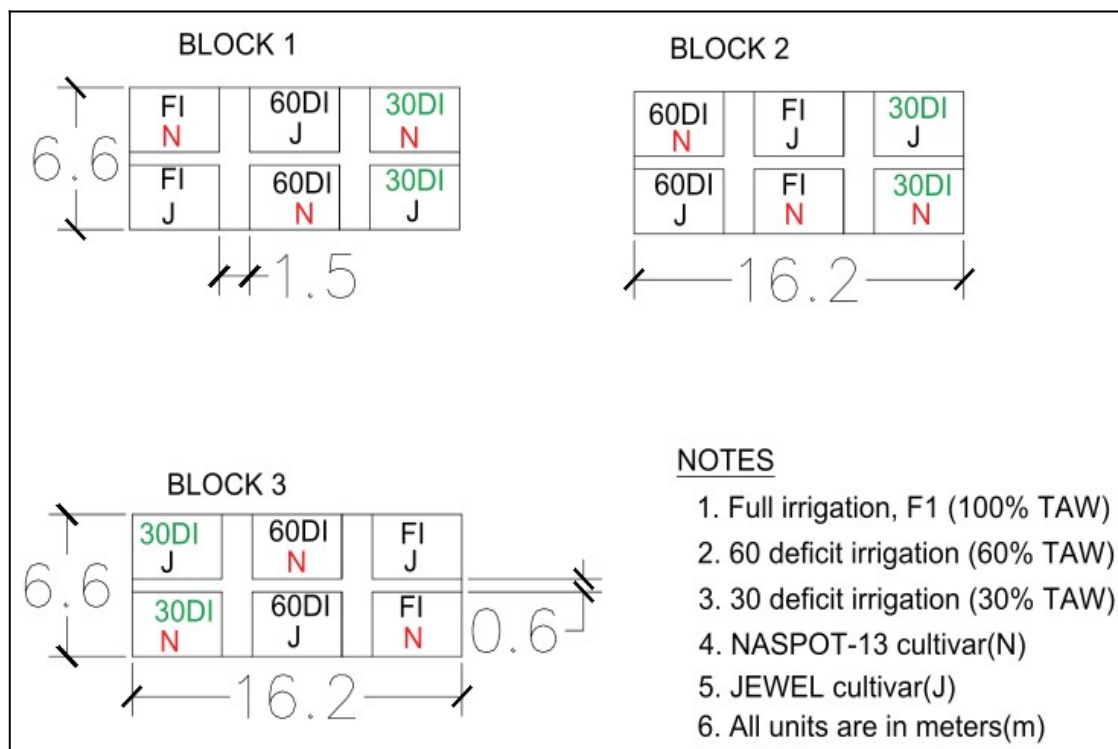 BLOCK 1
FI
N
60DI
J
30DI
N
FI
J
60DI
N
30DI
J
6.6
1.5
BLOCK 2
60DI
N
FI
J
30DI
J
60DI
J
FI
N
30DI
N
16.2
BLOCK 3
30DI
J
60DI
N
FI
J
30DI
N
60DI
J
FI
N
6.6
0.6
16.2
NOTES
1. Full irrigation, F1 (100% TAW)
2. 60 deficit irrigation (60% TAW)
3. 30 deficit irrigation (30% TAW)
4. NASPOT-13 cultivar(N)
5. JEWEL cultivar(J)
6. All units are in meters(m)